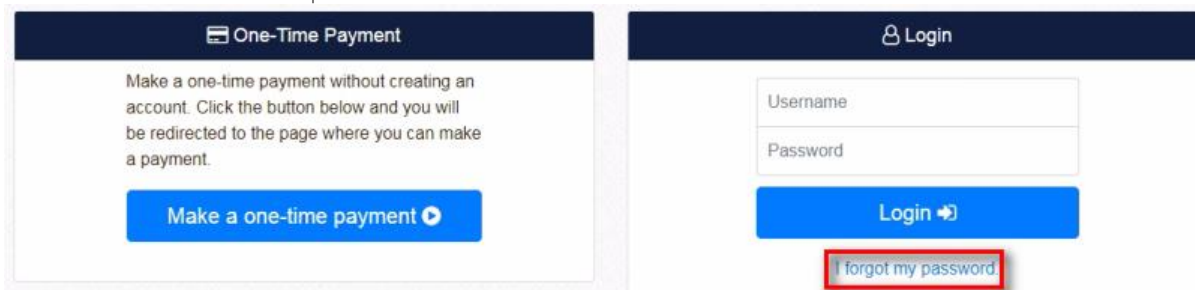 One-Time Payment
Make a one-time payment without creating an
account. Click the button below and you will
be redirected to the page where you can make
a payment.
Make a one-time payment
Login
Username
Password
Login
I forgot my password.